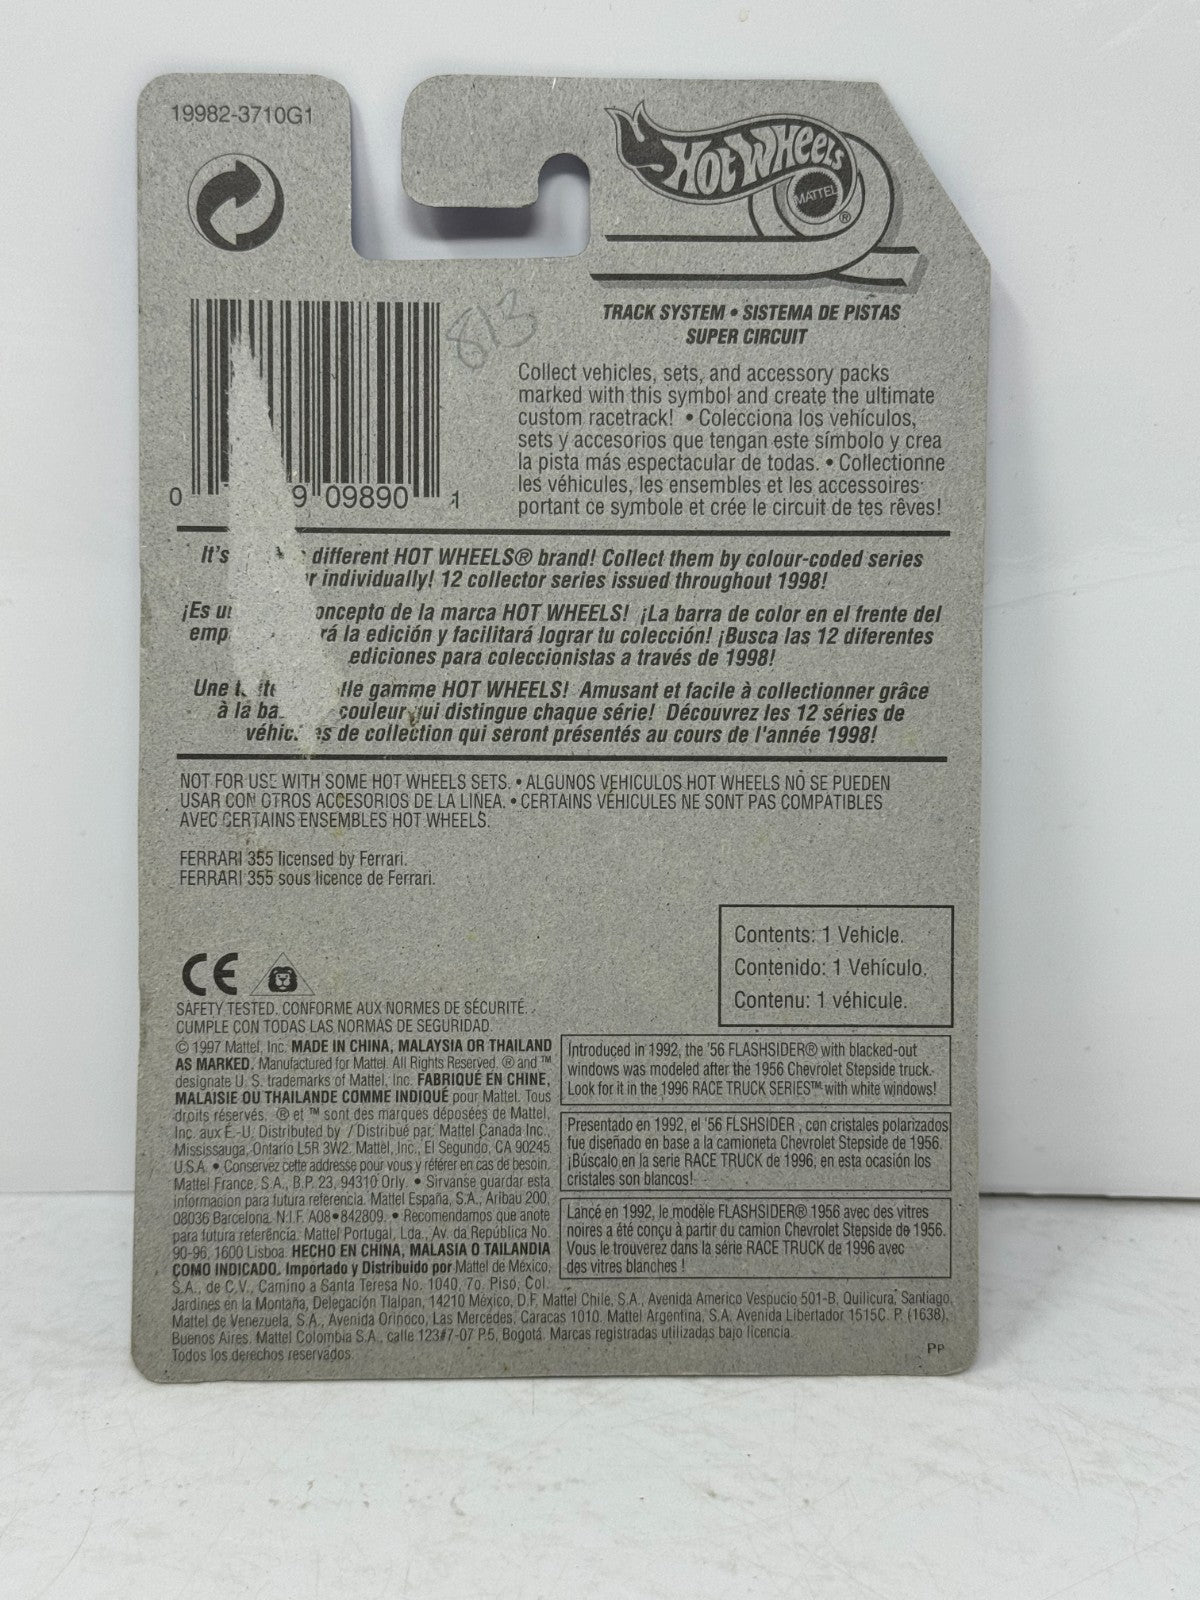 19982-3710G1
HOT WHEELS
MATTEL
®
TRACK SYSTEM • SISTEMA DE PISTAS
SUPER CIRCUIT
813
0 9 09890 1
Collect vehicles, sets, and accessory packs
marked with this symbol and create the ultimate
custom racetrack! • Colecciona los vehículos,
sets y accesorios que tengan este símbolo y crea
la pista más espectacular de todas. • Collectionne
les véhicules, les ensembles et les accessoires
portant ce symbole et crée le circuit de tes rêves!
It's different HOT WHEELS® brand! Collect them by colour-coded series
individually! 12 collector series issued throughout 1998!
¡Es de la marca HOT WHEELS! ¡La barra de color en el frente del
la edición y facilitará lograr tu colección! ¡Busca las 12 diferentes
ediciones para coleccionistas a través de 1998!
Une gamme HOT WHEELS! Amusant et facile à collectionner grâce
à la couleur qui distingue chaque série! Découvrez les 12 séries de
de collection qui seront présentés au cours de l'année 1998!
NOT FOR USE WITH SOME HOT WHEELS SETS. • ALGUNOS VEHICULOS HOT WHEELS NO SE PUEDEN
USAR CON OTROS ACCESORIOS DE LA LINEA. • CERTAINS VÉHICULES NE SONT PAS COMPATIBLES
AVEC CERTAINS ENSEMBLES HOT WHEELS.
FERRARI 355 licensed by Ferrari.
FERRARI 355 sous licence de Ferrari.
Contents: 1 Vehicle.
Contenido: 1 Vehículo.
Contenu: 1 véhicule.
CE
SAFETY TESTED. CONFORME AUX NORMES DE SÉCURITÉ.
CUMPLE CON TODAS LAS NORMAS DE SEGURIDAD.
© 1997 Mattel, Inc. MADE IN CHINA, MALAYSIA OR THAILAND
AS MARKED. Manufactured for Mattel. All Rights Reserved. ® and ™
designate U.S. trademarks of Mattel, Inc. FABRIQUÉ EN CHINE,
MALAISIE OU THAILANDE COMME INDIQUÉ pour Mattel. Tous
droits réservés. ® et ™ sont des marques déposées de Mattel,
Inc. aux É.-U. Distributed by / Distribué par: Mattel Canada Inc.,
Mississauga, Ontario L5R 3W2. Mattel, Inc., El Segundo, CA 90245
U.S.A. • Conservez cette addresse pour vous y référer en cas de besoin.
Mattel France, S.A., B.P. 23, 94310 Orly. • Sirvanse guardar esta
informacion para futura referencia. Mattel España, S.A., Aribau 200,
08036 Barcelona. N.I.F. A08•842809. • Recomendamos que anote
para futura referência: Mattel Portugal, Lda., Av. da República No.
90-96, 1600 Lisboa. HECHO EN CHINA, MALASIA O TAILANDIA
COMO INDICADO. Importado y Distribuido por Mattel de México,
S.A., de C.V., Camino a Santa Teresa No. 1040, 7o. Piso, Col.
Jardines en la Montaña, Delegación Tlalpan, 14210 México, D.F. Mattel Chile, S.A., Avenida Americo Vespucio 501-B, Quilicura, Santiago.
Mattel de Venezuela, S.A., Avenida Orinoco, Las Mercedes, Caracas 1010. Mattel Argentina, S.A. Avenida Libertador 1515C. P. (1638),
Buenos Aires. Mattel Colombia S.A., calle 123#7-07 P.5, Bogotá. Marcas registradas utilizadas bajo licencia.
Todos los derechos reservados.
Introduced in 1992, the '56 FLASHSIDER® with blacked-out
windows was modeled after the 1956 Chevrolet Stepside truck.
Look for it in the 1996 RACE TRUCK SERIES™ with white windows!
Presentado en 1992, el '56 FLSHSIDER, con cristales polarizados
fue diseñado en base a la camioneta Chevrolet Stepside de 1956.
¡Búscalo en la serie RACE TRUCK de 1996, en esta ocasión los
cristales son blancos!
Lancé en 1992, le modèle FLASHSIDER® 1956 avec des vitres
noires a été conçu à partir du camion Chevrolet Stepside de 1956.
Vous le trouverez dans la série RACE TRUCK de 1996 avec
des vitres blanches !
PP